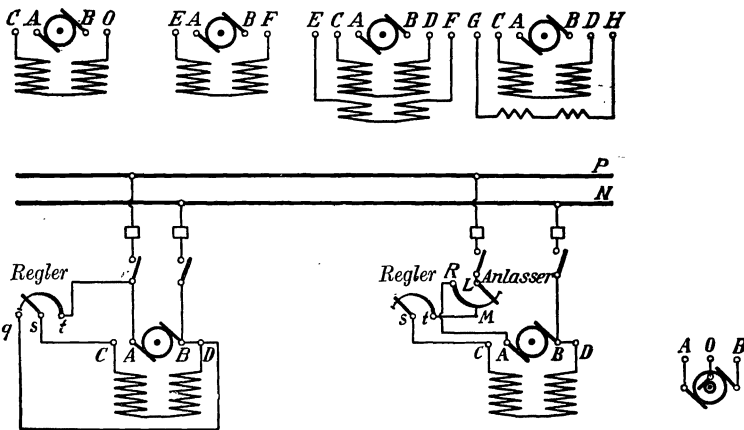 C A B O
E A B F
E C A B D F
G C A B D H
P
N
Regler
q s t
C A B D
Regler R L Anlasser
s t M
C A B D
A O B